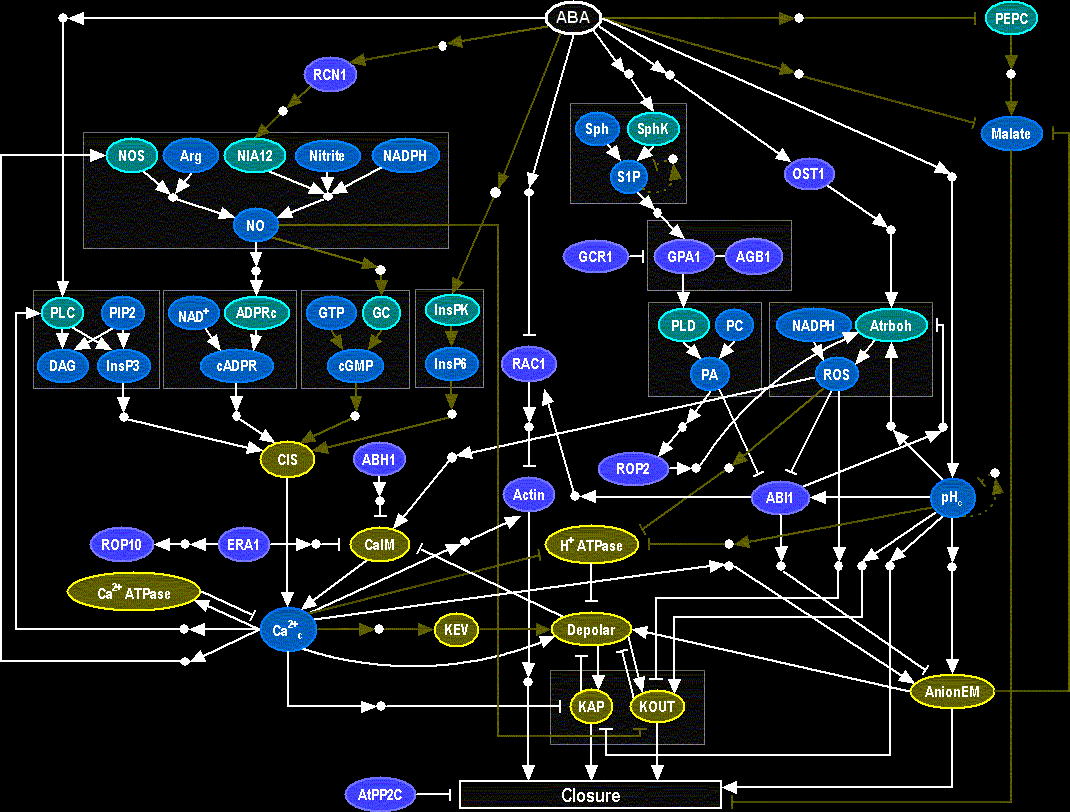 ABA
PEPC
RCN1
Malate
Sph
SphK
NOS
Arg
NIA12
Nitrite
NADPH
S1P
OST1
NO
GCR1
GPA1
AGB1
PLC
PIP2
NAD+
ADPRc
GTP
GC
InsPK
PLD
PC
NADPH
Atrboh
DAG
InsP3
cADPR
cGMP
InsP6
RAC1
PA
ROS
CIS
ABH1
ROP2
Actin
ABI1
pHc
ROP10
ERA1
CaIM
H+ ATPase
Ca2+ ATPase
Ca2+c
KEV
Depolar
AnionEM
KAP
KOUT
AtPP2C
Closure